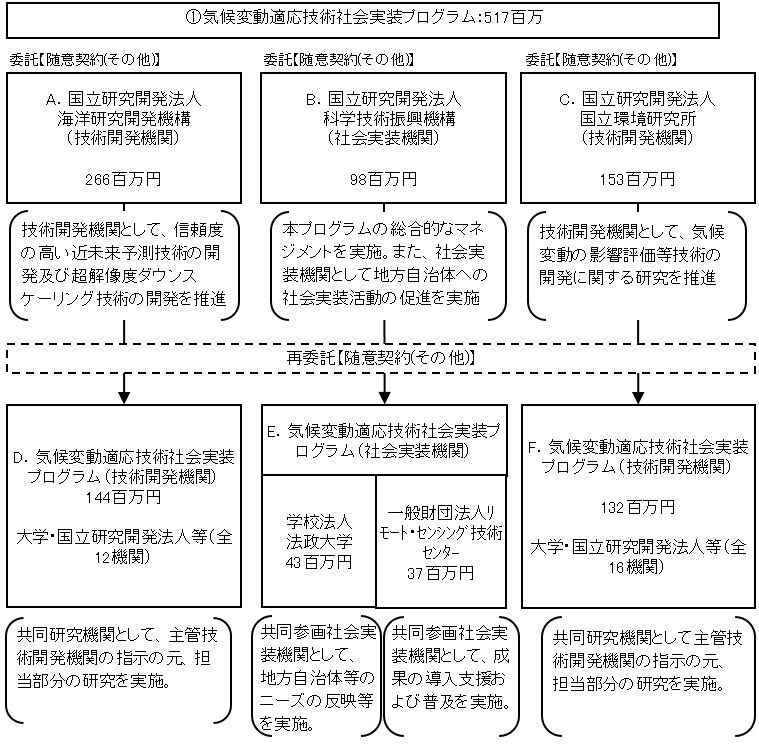 ①気候変動適応技術社会実装プログラム：517百万
委託【随意契約(その他)】
A. 国立研究開発法人
海洋研究開発機構
（技術開発機関）
266百万円
技術開発機関として、信頼度
の高い近未来予測技術の開
発及び超解像度ダウンス
ケーリング技術の開発を推進
委託【随意契約(その他)】
B. 国立研究開発法人
科学技術振興機構
（社会実装機関）
98百万円
本プログラムの総合的なマネ
ジメントを実施。また、社会実
装機関として地方自治体への
社会実装活動の促進を実施
委託【随意契約(その他)】
C. 国立研究開発法人
国立環境研究所
（技術開発機関）
153百万円
技術開発機関として、気候
変動の影響評価等技術の
開発に関する研究を推進
再委託【随意契約(その他)】
D. 気候変動適応技術社会実装
プログラム（技術開発機関）
144百万円
大学・国立研究開発法人等（全
12機関）
共同研究機関として、主管技
術開発機関の指示の元、担
当部分の研究を実施。
E. 気候変動適応技術社会実装プ
ログラム（社会実装機関）
学校法人
法政大学
43百万円
共同参画社会実
装機関として、
地方自治体等の
ニーズの反映等
を実施。
一般財団法人ﾘ
ﾓｰﾄ・ｾﾝｼﾝｸﾞ技術
ｾﾝﾀｰ
37百万円
共同参画社会実
装機関として、成
果の導入支援お
よび普及を実施。
F. 気候変動適応技術社会実装
プログラム（技術開発機関）
132百万円
大学・国立研究開発法人等（全
16機関）
共同研究機関として主管技
術開発機関の指示の元、
担当部分の研究を実施。